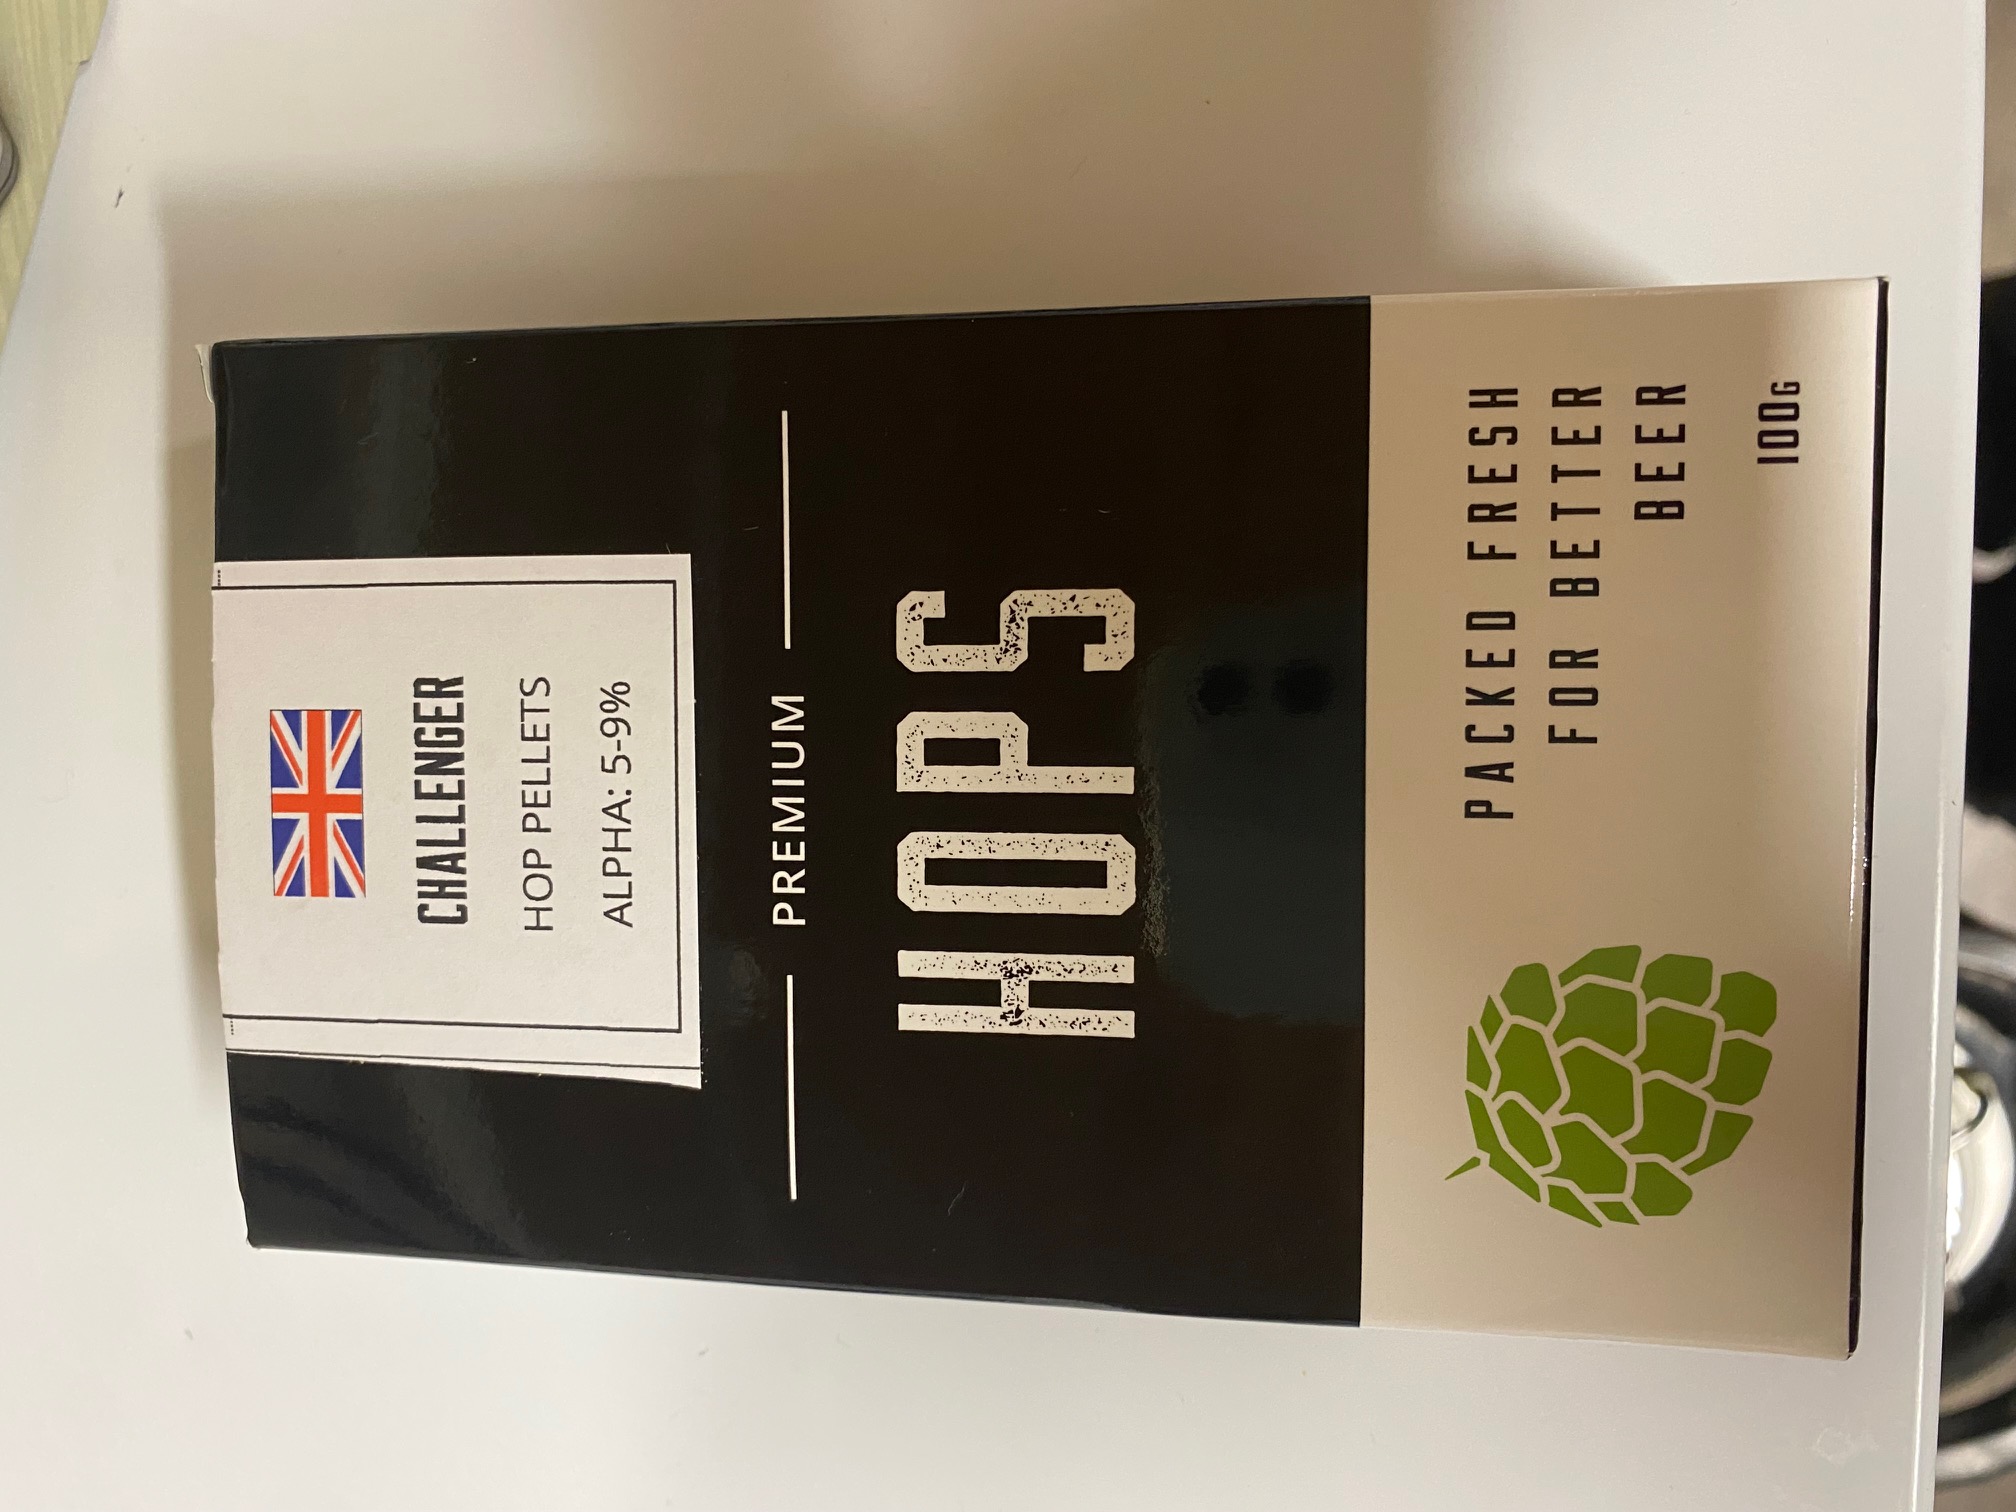 CHALLENGER
HOP PELLETS
ALPHA: 5-9%
PREMIUM
HOPS
PACKED FRESH
FOR BETTER
BEER
100G